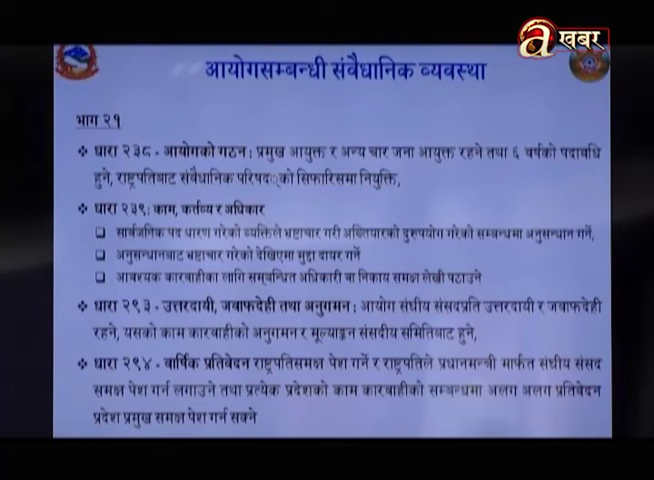 a खबर
आयोगसम्बन्धी संवैधानिक व्यवस्था
भाग २१
❖ धारा २३८ - आयोगको गठन : प्रमुख आयुक्त र अन्य चार जना आयुक्त रहने तथा ६ वर्षको पदावधि
हुने, राष्ट्रपतिबाट संवैधानिक परिषद्को सिफारिसमा नियुक्ति,
❖ धारा २३९: काम, कर्तव्य र अधिकार
❑ सार्वजनिक पद धारण गरेको व्यक्तिले भ्रष्टाचार गरी अख्तियारको दुरुपयोग गरेको सम्बन्धमा अनुसन्धान गर्ने,
❑ अनुसन्धानबाट भ्रष्टाचार गरेको देखिएमा मुद्दा दायर गर्ने
❑ आवश्यक कारवाहीका लागि सम्बन्धित अधिकारी वा निकाय समक्ष लेखी पठाउने
❖ धारा २९३ - उत्तरदायी, जवाफदेही तथा अनुगमन : आयोग संघीय संसदप्रति उत्तरदायी र जवाफदेही
रहने, यसको काम कारवाहीको अनुगमन र मूल्याङ्कन संसदीय समितिबाट हुने,
❖ धारा २९४ - वार्षिक प्रतिवेदन राष्ट्रपतिसमक्ष पेश गर्ने र राष्ट्रपतिले प्रधानमन्त्री मार्फत संघीय संसद
समक्ष पेश गर्न लगाउने तथा प्रत्येक प्रदेशको काम कारवाहीको सम्बन्धमा अलग अलग प्रतिवेदन
प्रदेश प्रमुख समक्ष पेश गर्न सक्ने